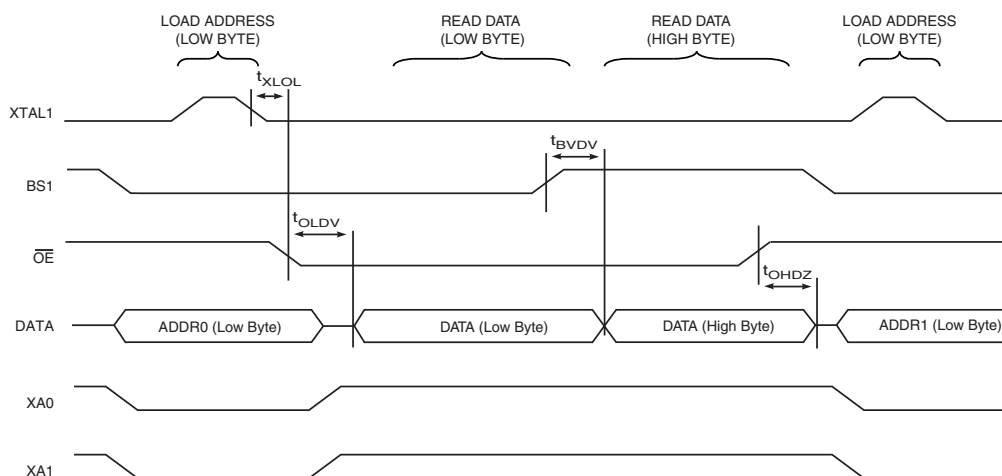 LOAD ADDRESS
(LOW BYTE)
READ DATA
(LOW BYTE)
READ DATA
(HIGH BYTE)
LOAD ADDRESS
(LOW BYTE)
tXLOL
XTAL1
tBVDV
BS1
tOLDV
OE
tOHDZ
DATA
ADDR0 (Low Byte)
DATA (Low Byte)
DATA (High Byte)
ADDR1 (Low Byte)
XA0
XA1